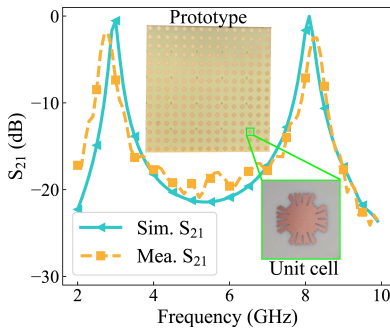 Prototype
0
−10
−20
−30
S₂₁ (dB)
Sim. S₂₁
Mea. S₂₁
Unit cell
2 4 6 8 10
Frequency (GHz)